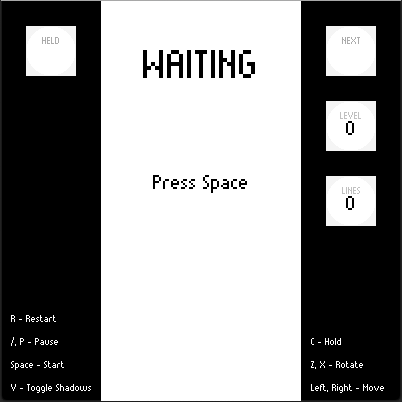 HELD
WAITING
NEXT
LEVEL
0
Press Space
LINES
0
R - Restart
/, P - Pause
Space - Start
V - Toggle Shadows
C - Hold
Z, X - Rotate
Left, Right - Move